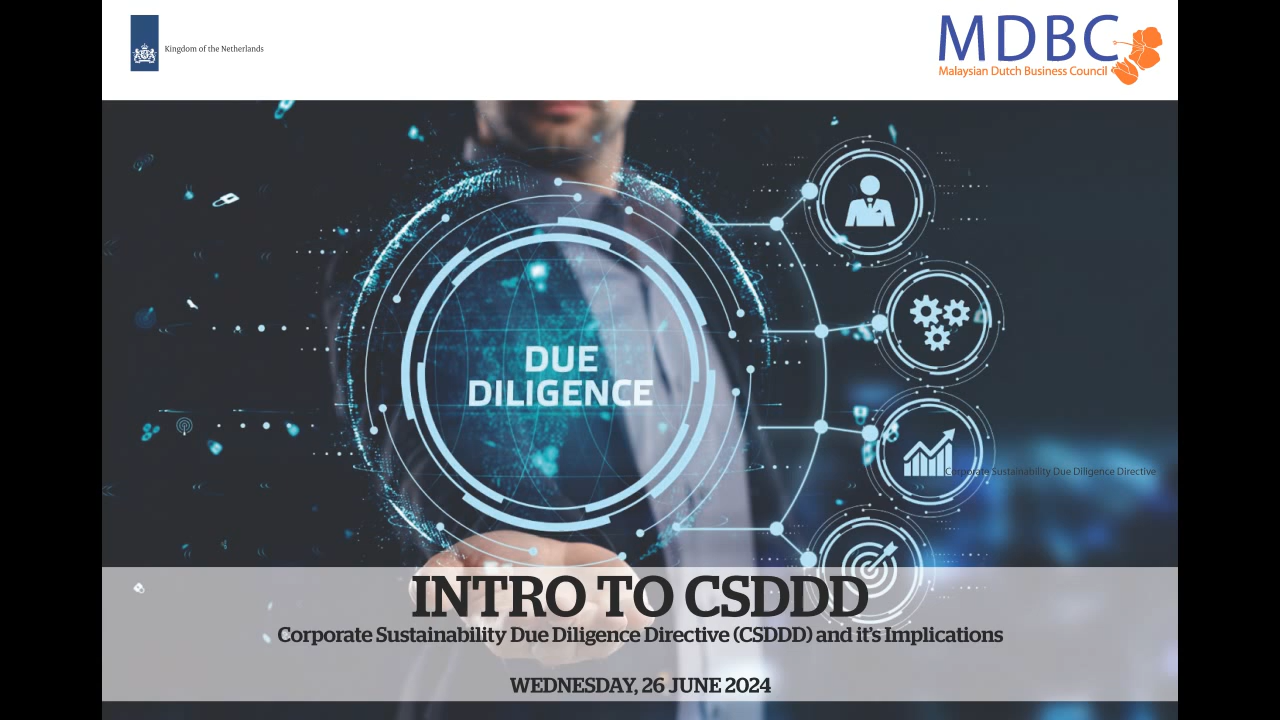 Kingdom of the Netherlands
MDBC
Malaysian Dutch Business Council
DUE
DILIGENCE
Corporate Sustainability Due Diligence Directive
INTRO TO CSDDD
Corporate Sustainability Due Diligence Directive (CSDDD) and it's Implications
WEDNESDAY, 26 JUNE 2024